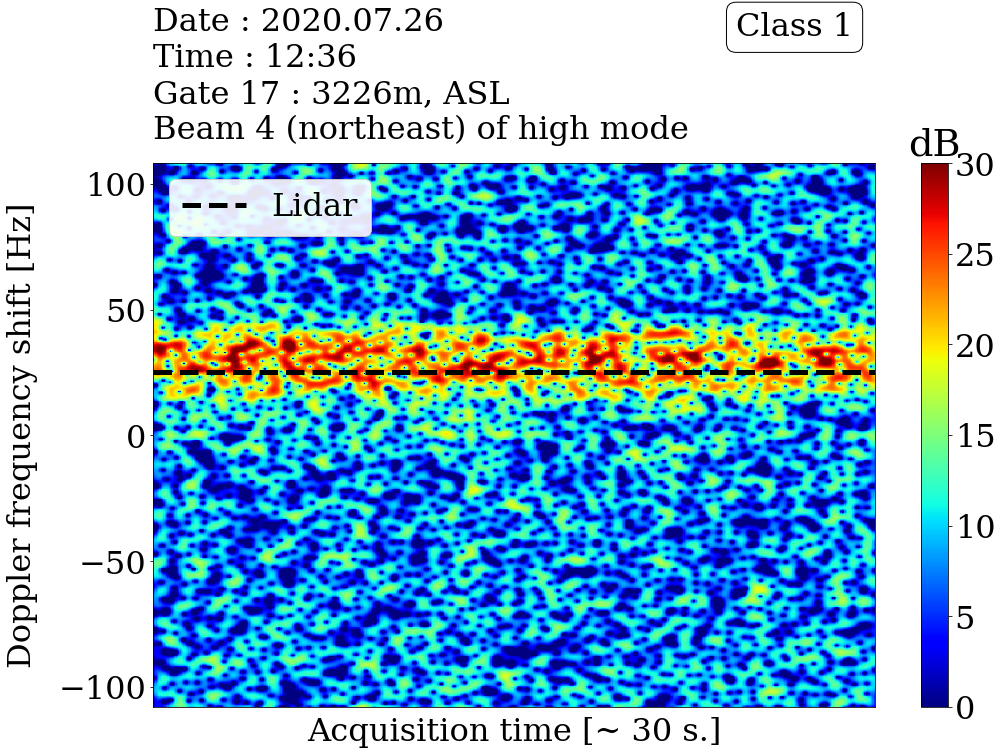 Date : 2020.07.26
Time : 12:36
Gate 17 : 3226m, ASL
Beam 4 (northeast) of high mode
Class 1
dB
Lidar
Doppler frequency shift [Hz]
100
50
0
−50
−100
Acquisition time [~ 30 s.]
30
25
20
15
10
5
0